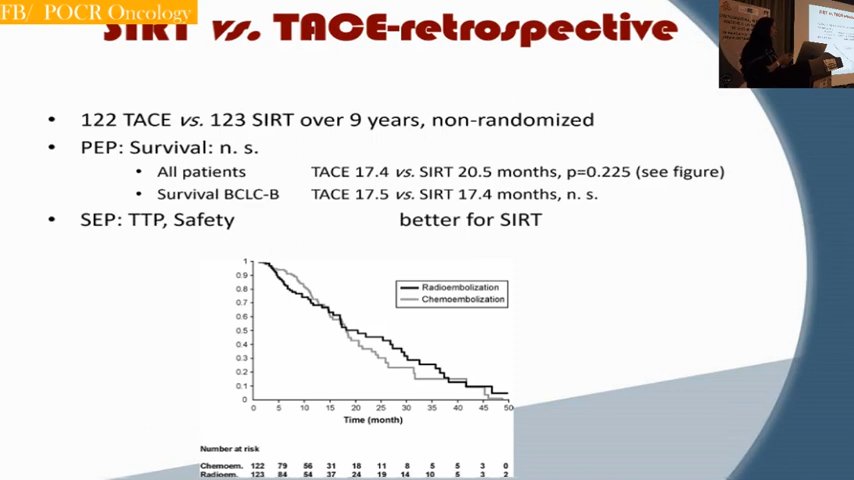 FB/ POCR Oncology
SIRT vs. TACE-retrospective
• 122 TACE vs. 123 SIRT over 9 years, non-randomized
• PEP: Survival: n. s.
• All patients TACE 17.4 vs. SIRT 20.5 months, p=0.225 (see figure)
• Survival BCLC-B TACE 17.5 vs. SIRT 17.4 months, n. s.
• SEP: TTP, Safety better for SIRT
1
0.9
0.8
0.7
0.6
0.5
0.4
0.3
0.2
0.1
0
Radioembolization
Chemoembolization
0 5 10 15 20 25 30 35 40 45 50
Time (month)
Number at risk
Chemoem. 122 79 56 31 18 11 8 5 5 3 0
Radioem. 123 84 54 37 24 19 14 10 5 3 2